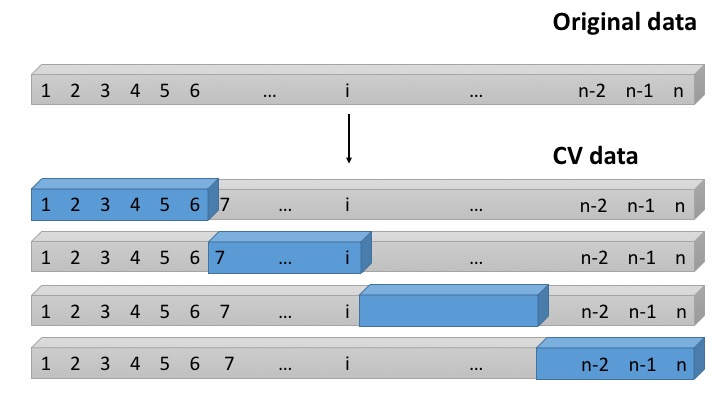 Original data
1 2 3 4 5 6 ... i ... n-2 n-1 n
CV data
1 2 3 4 5 6 7 ... i ... n-2 n-1 n
1 2 3 4 5 6 7 ... i ... n-2 n-1 n
1 2 3 4 5 6 7 ... i n-2 n-1 n
1 2 3 4 5 6 7 ... i ... n-2 n-1 n